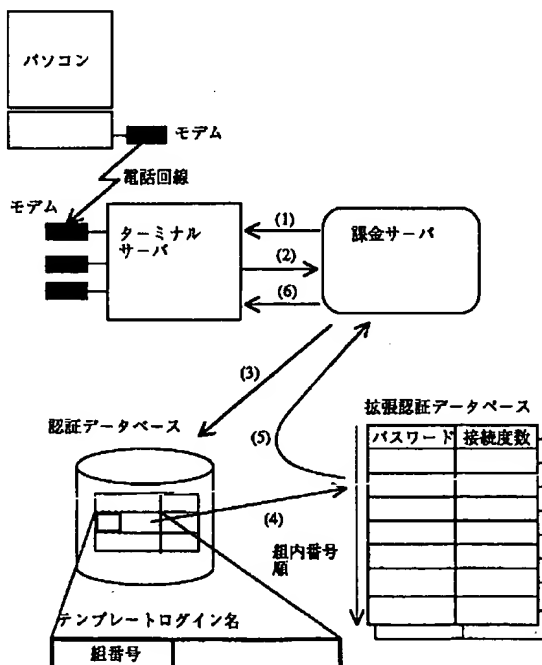 パソコン
モデム
電話回線
モデム
ターミナル
サーバ
(1)
(2)
(6)
課金サーバ
(3)
(5)
認証データベース
拡張認証データベース
パスワード 接続度数
(4)
組内番号
順
テンプレートログイン名
組番号